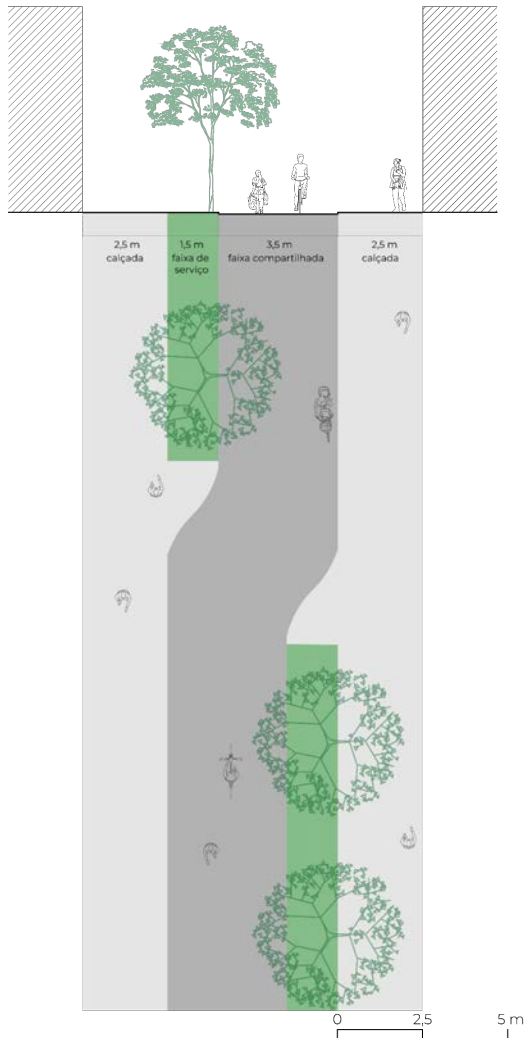 2,5 m
calçada
1,5 m
faixa de
serviço
3,5 m
faixa compartilhada
2,5 m
calçada
0 2,5 5 m